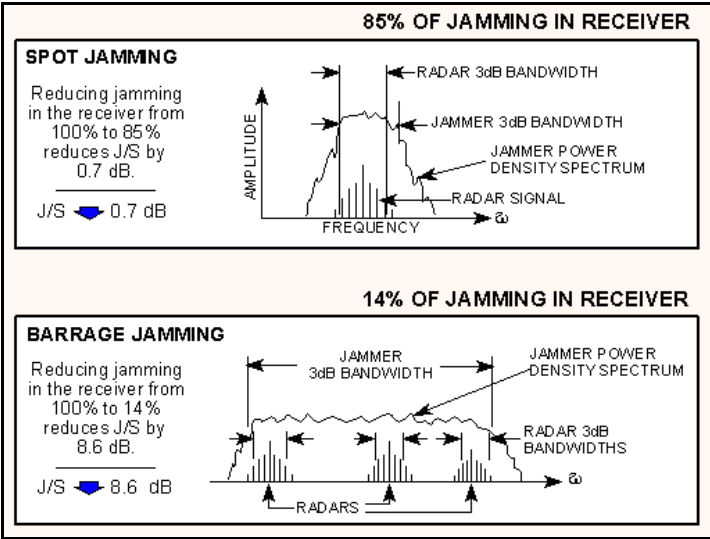 85% OF JAMMING IN RECEIVER
SPOT JAMMING
Reducing jamming
in the receiver from
100% to 85%
reduces J/S by
0.7 dB.
J/S 0.7 dB
AMPLITUDE
FREQUENCY
RADAR 3dB BANDWIDTH
JAMMER 3dB BANDWIDTH
JAMMER POWER
DENSITY SPECTRUM
RADAR SIGNAL
ω
14% OF JAMMING IN RECEIVER
BARRAGE JAMMING
Reducing jamming
in the receiver from
100% to 14%
reduces J/S by
8.6 dB.
J/S 8.6 dB
JAMMER
3dB BANDWIDTH
JAMMER POWER
DENSITY SPECTRUM
RADAR 3dB
BANDWIDTHS
ω
RADARS